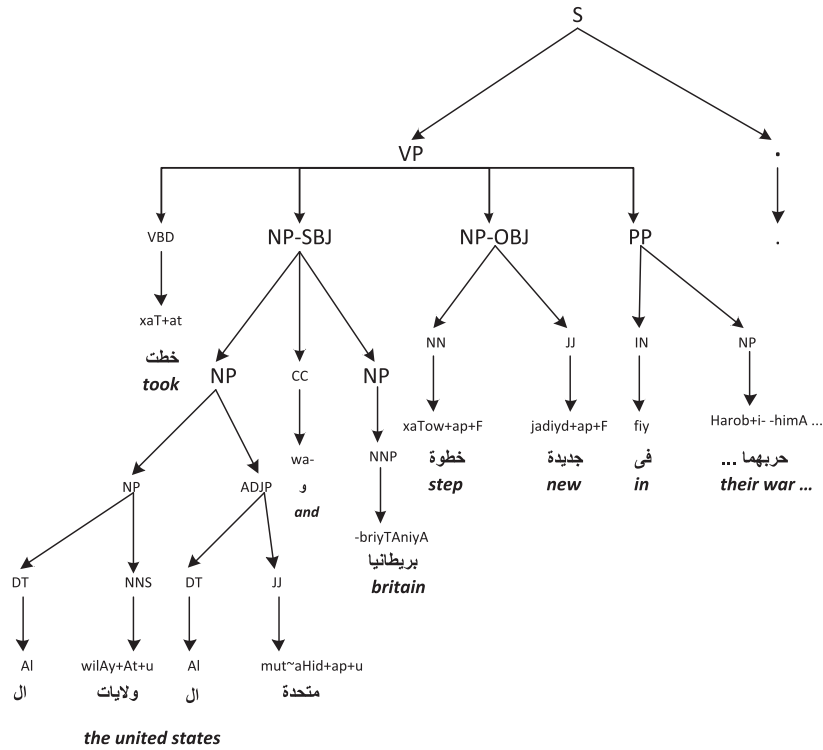 S
VP .
VBD NP-SBJ NP-OBJ PP .
xaT+at
خطت
took
NN JJ IN NP
NP CC NP
xaTow+ap+F jadiyd+ap+F fiy Harob+i- -himA ...
خطوة جديدة فى حربهما ...
step new in their war ...
wa- NNP
و
and
NP ADJP
-briyTAniyA
بريطانيا
britain
DT NNS DT JJ
Al wilAy+At+u Al mut~aHid+ap+u
ال ولايات ال متحدة
the united states